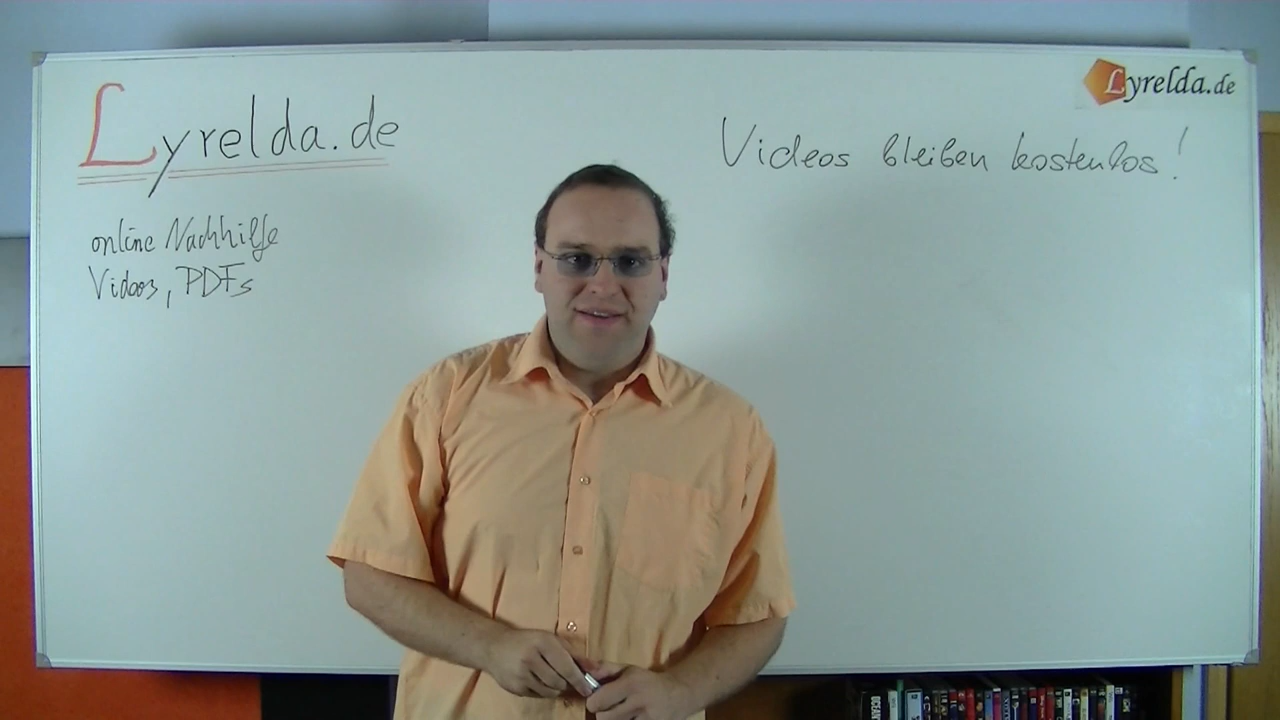 Lyrelda.de
Lyrelda.de
Videos bleiben kostenlos!
online Nachhilfe
Videos, PDFs